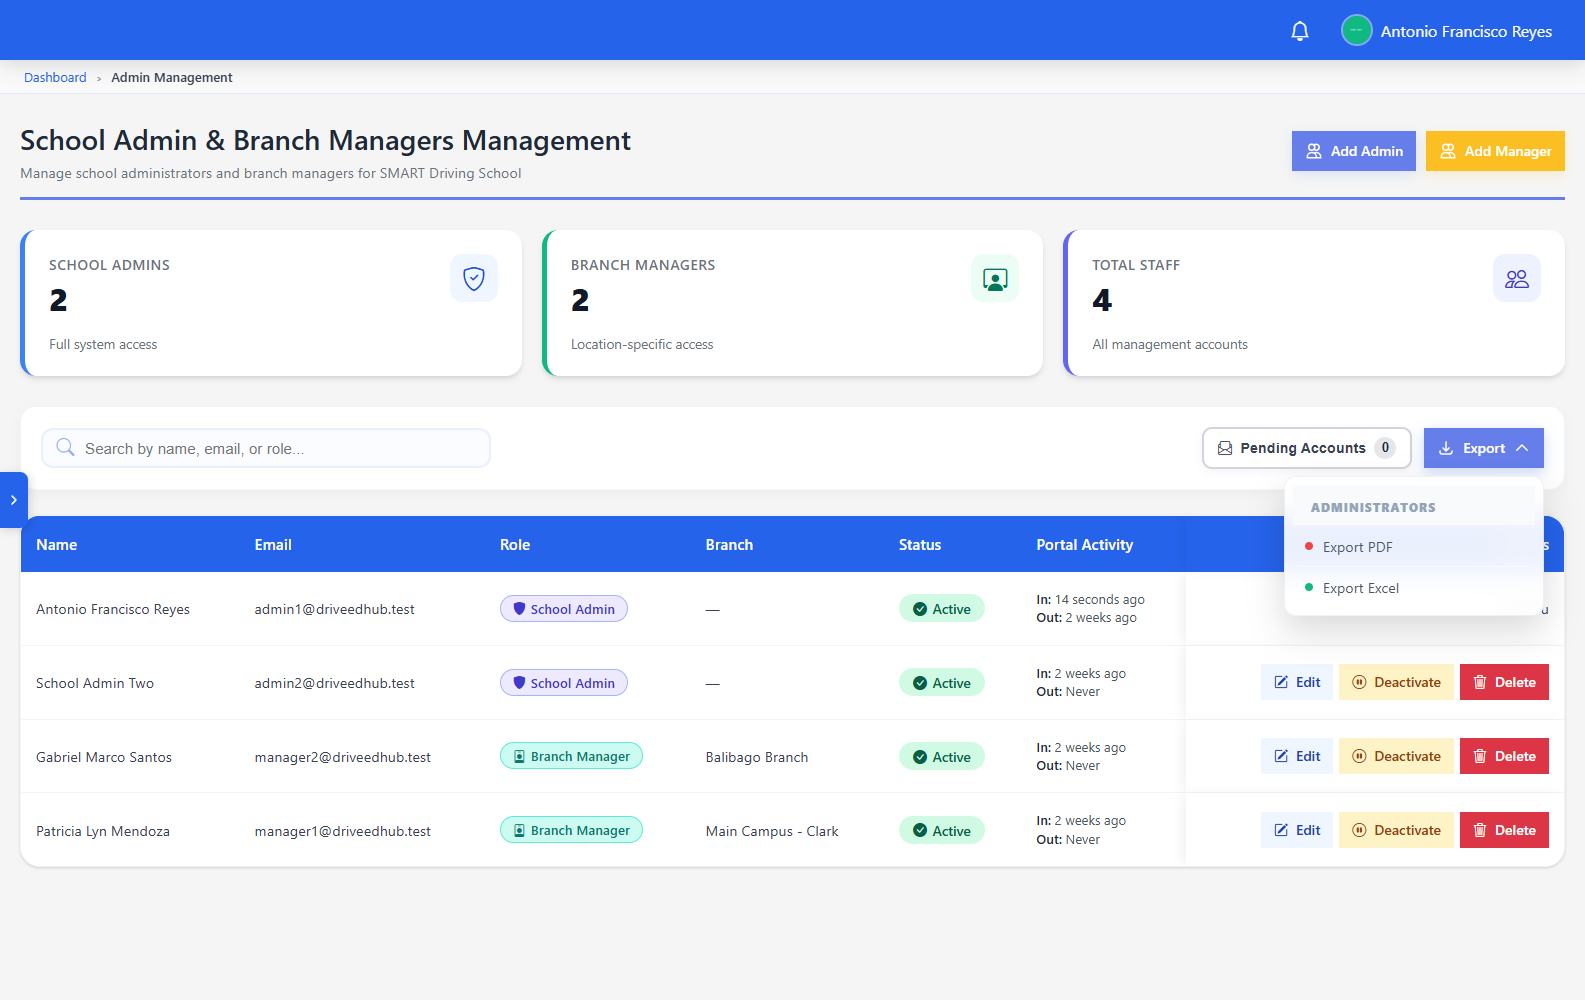 Antonio Francisco Reyes
Dashboard > Admin Management
School Admin & Branch Managers Management
Manage school administrators and branch managers for SMART Driving School
Add Admin
Add Manager
SCHOOL ADMINS
2
Full system access
BRANCH MANAGERS
2
Location-specific access
TOTAL STAFF
4
All management accounts
Search by name, email, or role...
Pending Accounts 0
Export
ADMINISTRATORS
Export PDF
Export Excel
Name Email Role Branch Status Portal Activity
Antonio Francisco Reyes admin1@driveedhub.test School Admin — Active In: 14 seconds ago
Out: 2 weeks ago
School Admin Two admin2@driveedhub.test School Admin — Active In: 2 weeks ago
Out: Never
Edit Deactivate Delete
Gabriel Marco Santos manager2@driveedhub.test Branch Manager Balibago Branch Active In: 2 weeks ago
Out: Never
Edit Deactivate Delete
Patricia Lyn Mendoza manager1@driveedhub.test Branch Manager Main Campus - Clark Active In: 2 weeks ago
Out: Never
Edit Deactivate Delete